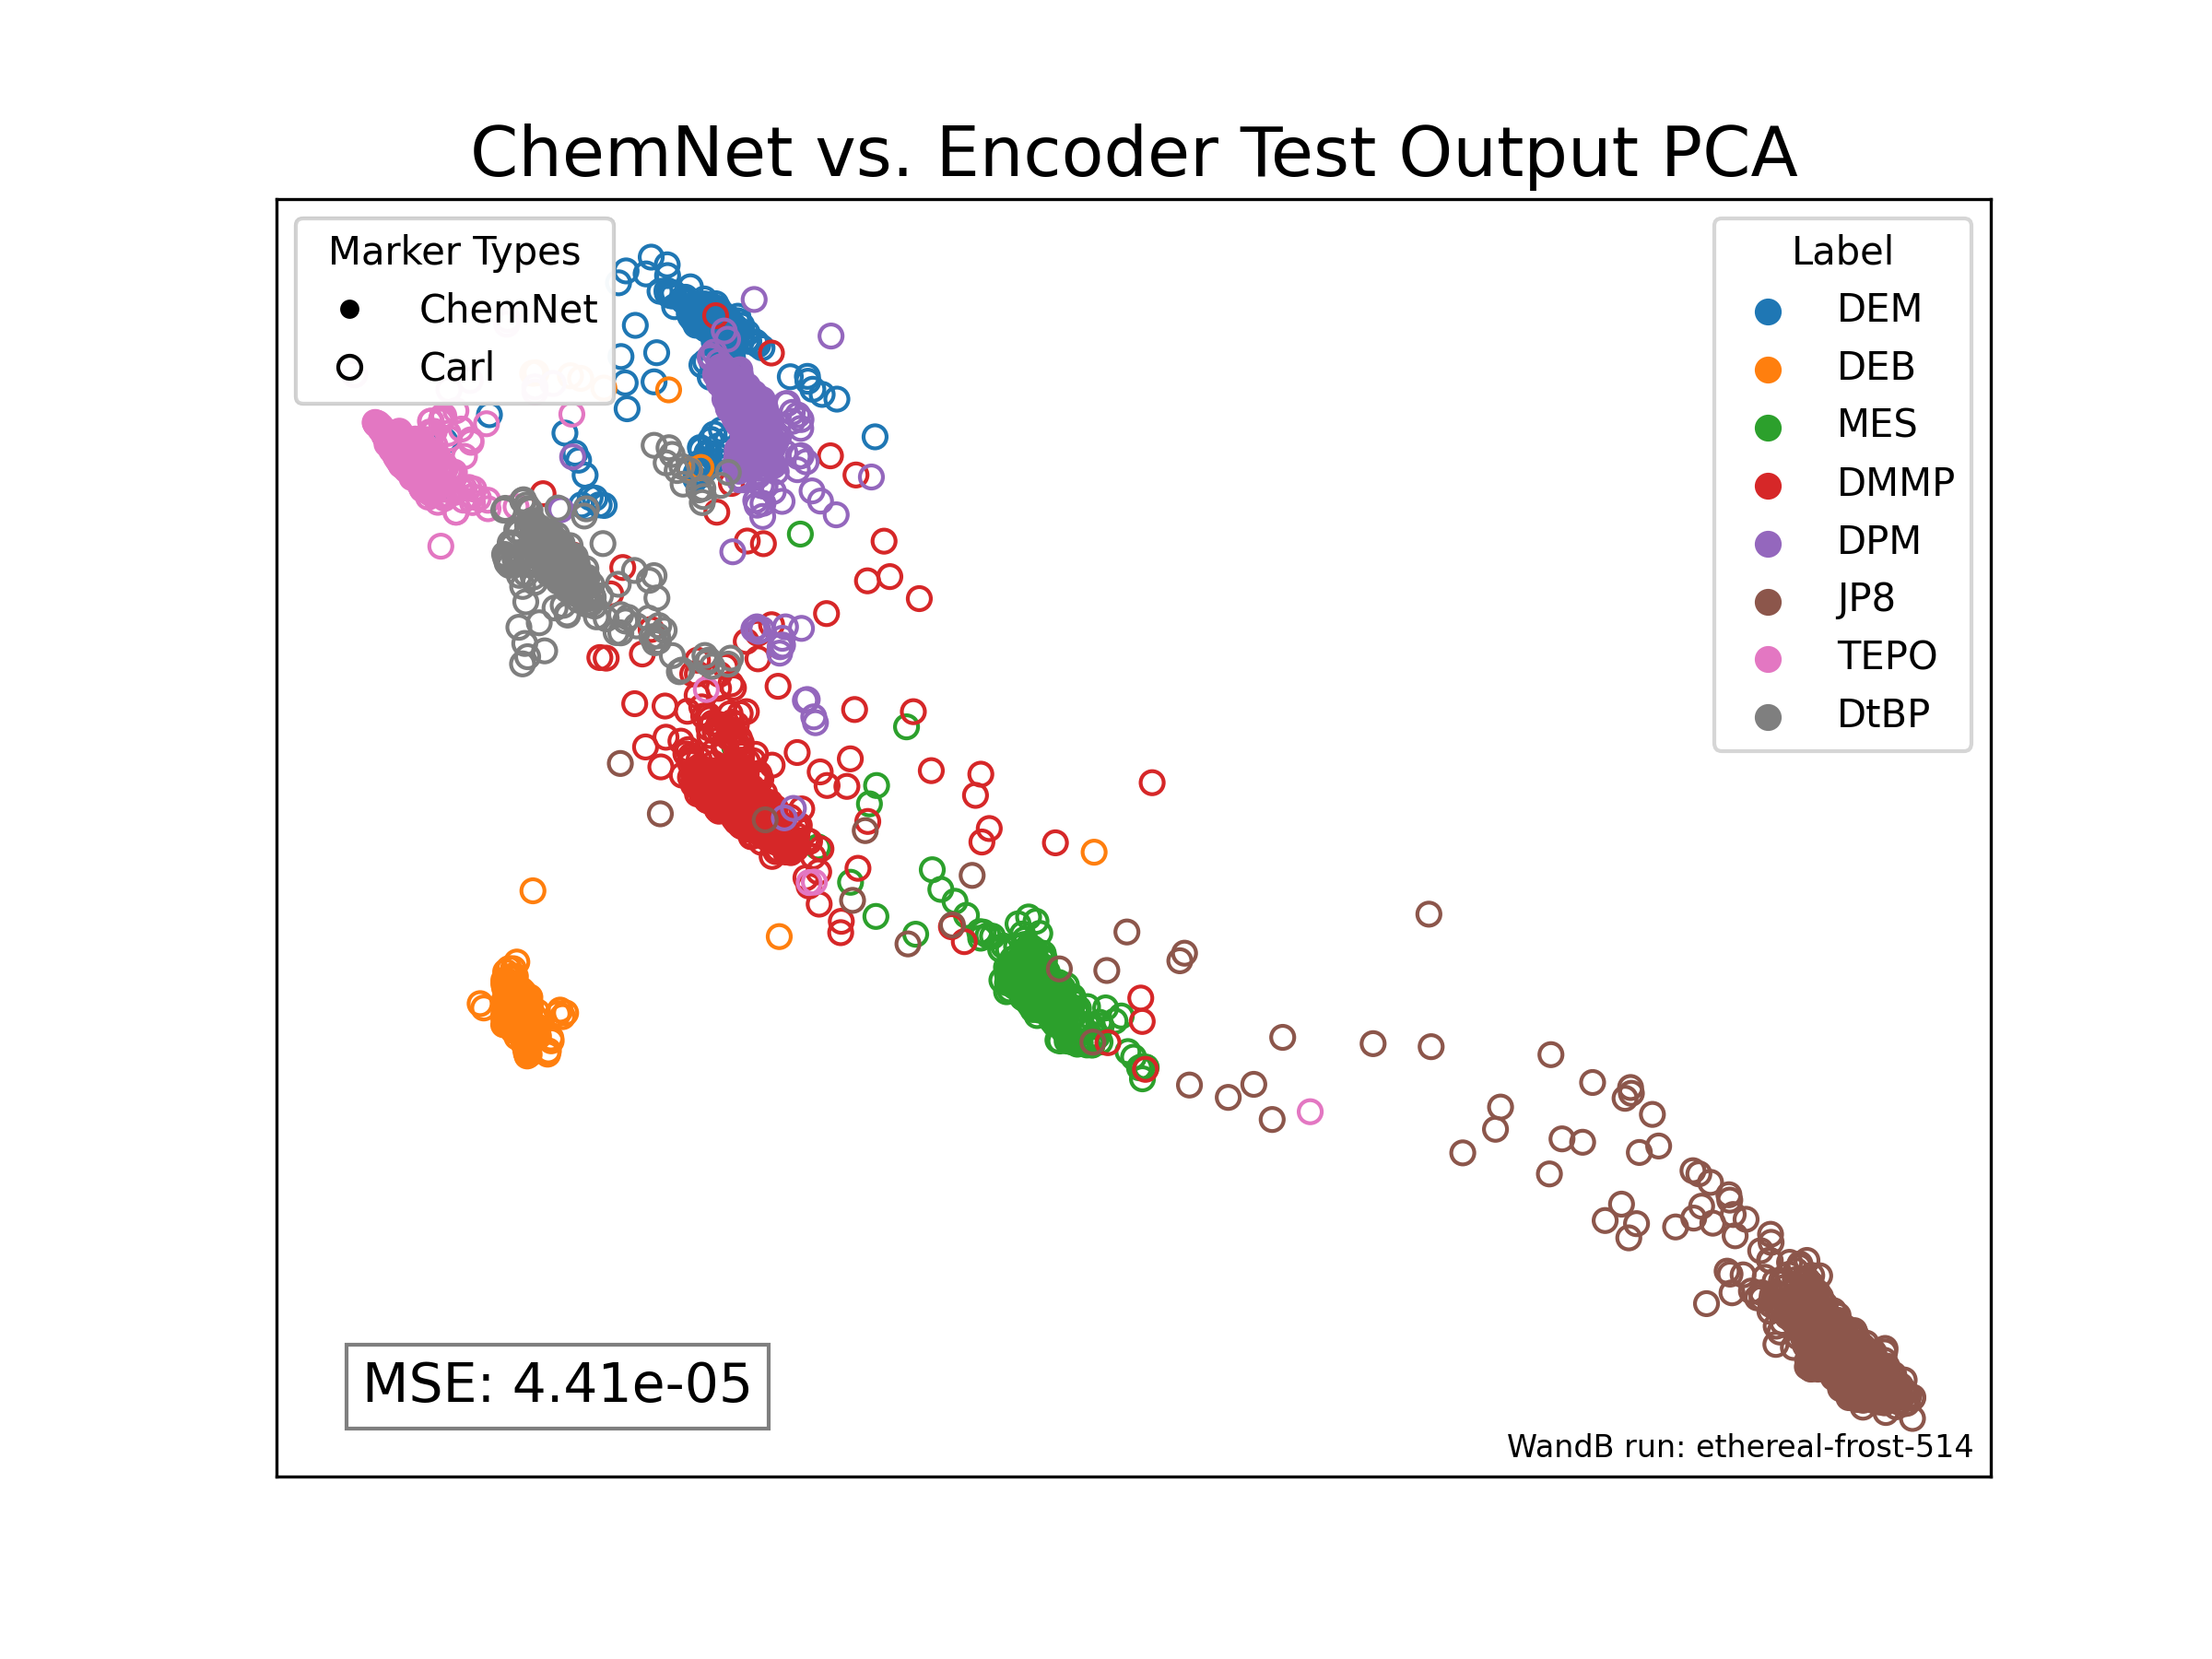 ChemNet vs. Encoder Test Output PCA
Marker Types
ChemNet
Carl
Label
DEM
DEB
MES
DMMP
DPM
JP8
TEPO
DtBP
MSE: 4.41e-05
WandB run: ethereal-frost-514